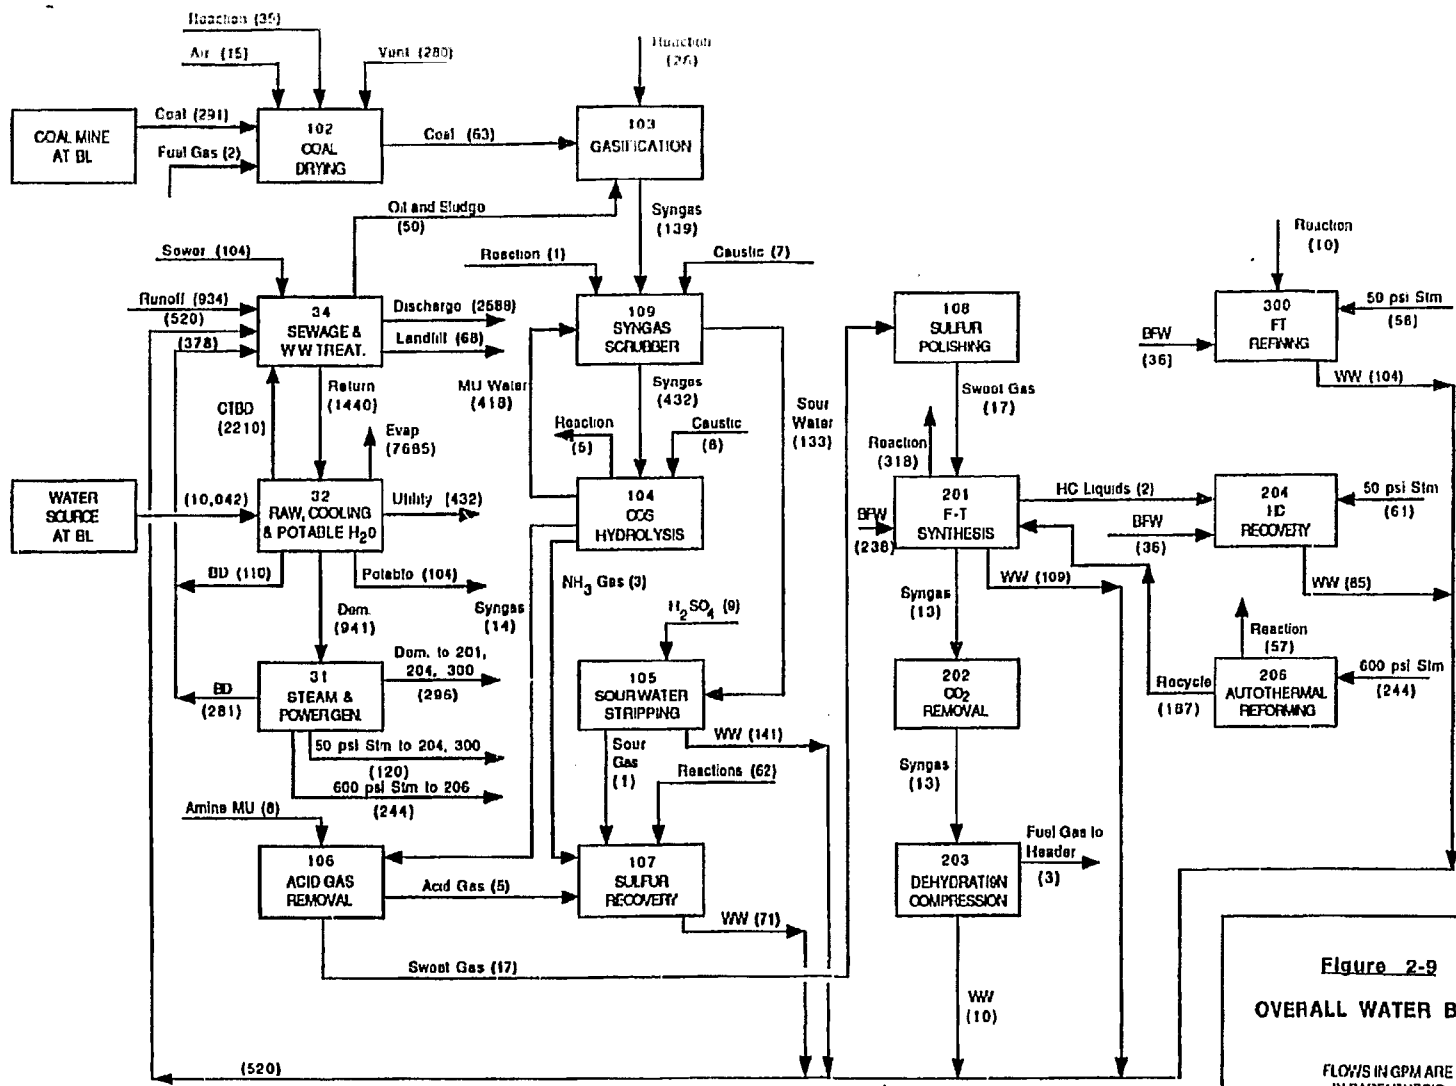 Reaction (35)
Air (15)
Vent (280)
Reaction
(26)
COAL MINE
AT BL
Coal (291)
Fuel Gas (2)
102
COAL
DRYING
Coal (63)
103
GASIFICATION
Oil and Sludge
(50)
Syngas
(139)
Sewer (104)
Runoff (934)
(520)
(378)
34
SEWAGE &
WW TREAT.
Discharge (2588)
Landfill (68)
Reaction (1)
Caustic (7)
109
SYNGAS
SCRUBBER
MU Water
(418)
Syngas
(432)
Sour
Water
(133)
CTBD
(2210)
Return
(1440)
Evap
(7685)
Reaction
(5)
Caustic
(6)
WATER
SOURCE
AT BL
(10,042)
32
RAW, COOLING
& POTABLE H2O
Utility (432)
104
COS
HYDROLYSIS
BD (110)
Potable (104)
Dem.
(941)
Syngas
(14)
NH3 Gas (3)
H2SO4 (9)
BD
(281)
31
STEAM &
POWER GEN.
Dem. to 201,
204, 300
(296)
50 psi Stm to 204, 300
(120)
600 psi Stm to 206
(244)
105
SOUR WATER
STRIPPING
WW (141)
Sour
Gas
(1)
Reactions (62)
Amine MU (8)
106
ACID GAS
REMOVAL
Acid Gas (5)
107
SULFUR
RECOVERY
WW (71)
Sweet Gas (17)
(520)
108
SULFUR
POLISHING
Sweet Gas
(17)
Reaction
(318)
BFW
(238)
201
F-T
SYNTHESIS
HC Liquids (2)
WW (109)
Syngas
(13)
202
CO2
REMOVAL
Syngas
(13)
203
DEHYDRATION
COMPRESSION
Fuel Gas to
Header
(3)
WW
(10)
Reaction
(10)
300
FT
REFINING
50 psi Stm
(58)
BFW
(36)
WW (104)
204
HC
RECOVERY
50 psi Stm
(61)
BFW
(36)
WW (85)
Reaction
(57)
206
AUTOTHERMAL
REFORMING
600 psi Stm
(244)
Recycle
(187)
Figure 2-9
OVERALL WATER B
FLOWS IN GPM ARE